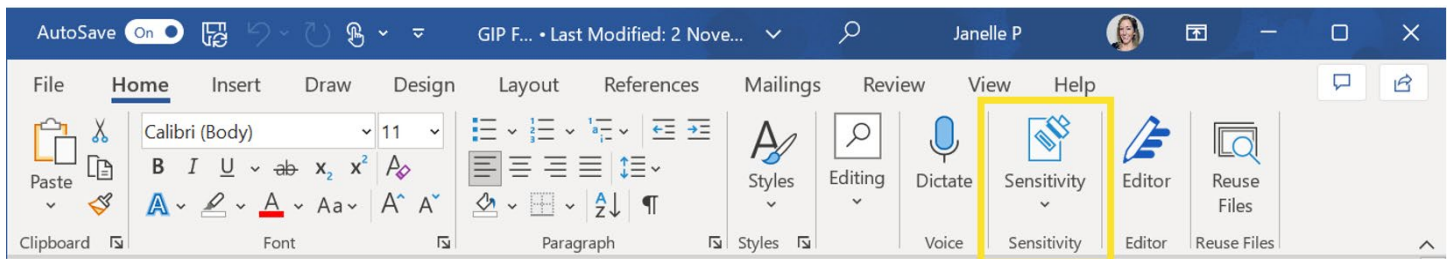 AutoSave On GIP F... • Last Modified: 2 Nove... Janelle P
File Home Insert Draw Design Layout References Mailings Review View Help
Calibri (Body) 11
B I U ab x₂ x² A
A A Aa A A
A Z ¶
Paste Styles Editing Dictate Sensitivity Editor Reuse Files
Clipboard Font Paragraph Styles Voice Sensitivity Editor Reuse Files